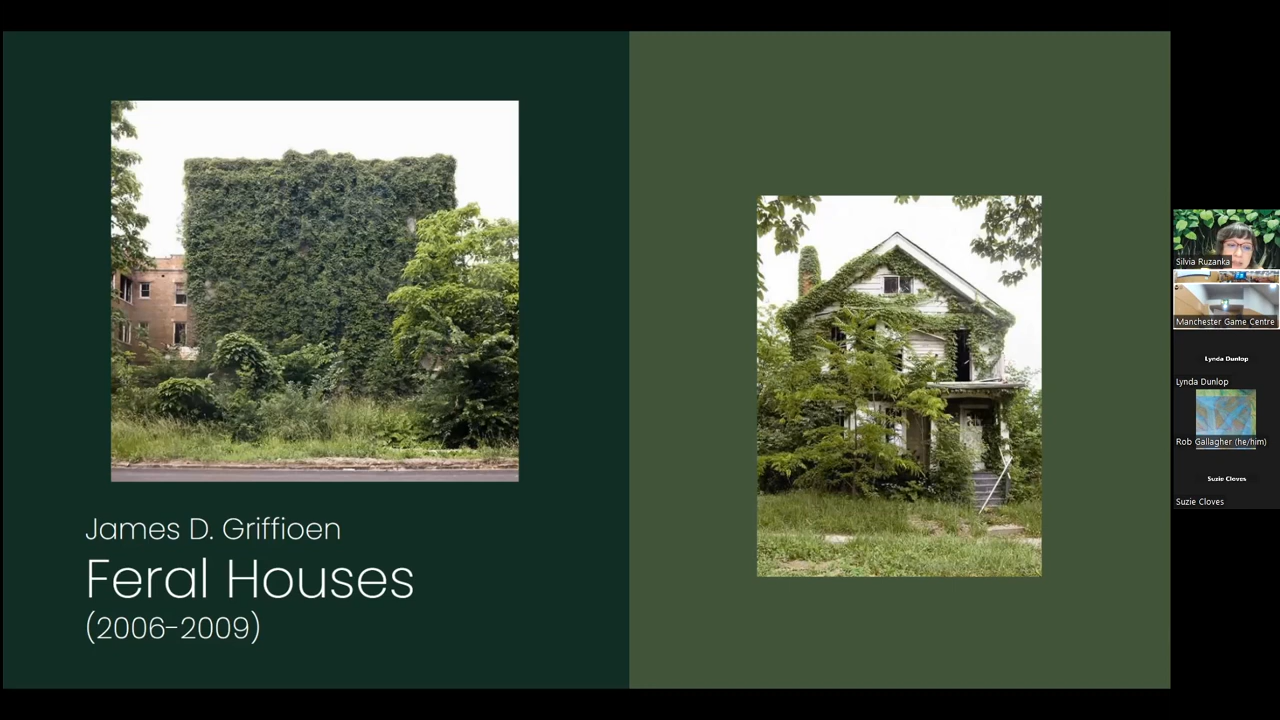 James D. Griffioen
Feral Houses
(2006-2009)
Silvia Ruzanka
Manchester Game Centre
Lynda Dunlop
Lynda Dunlop
Rob Gallagher (he/him)
Suzie Cloves
Suzie Cloves